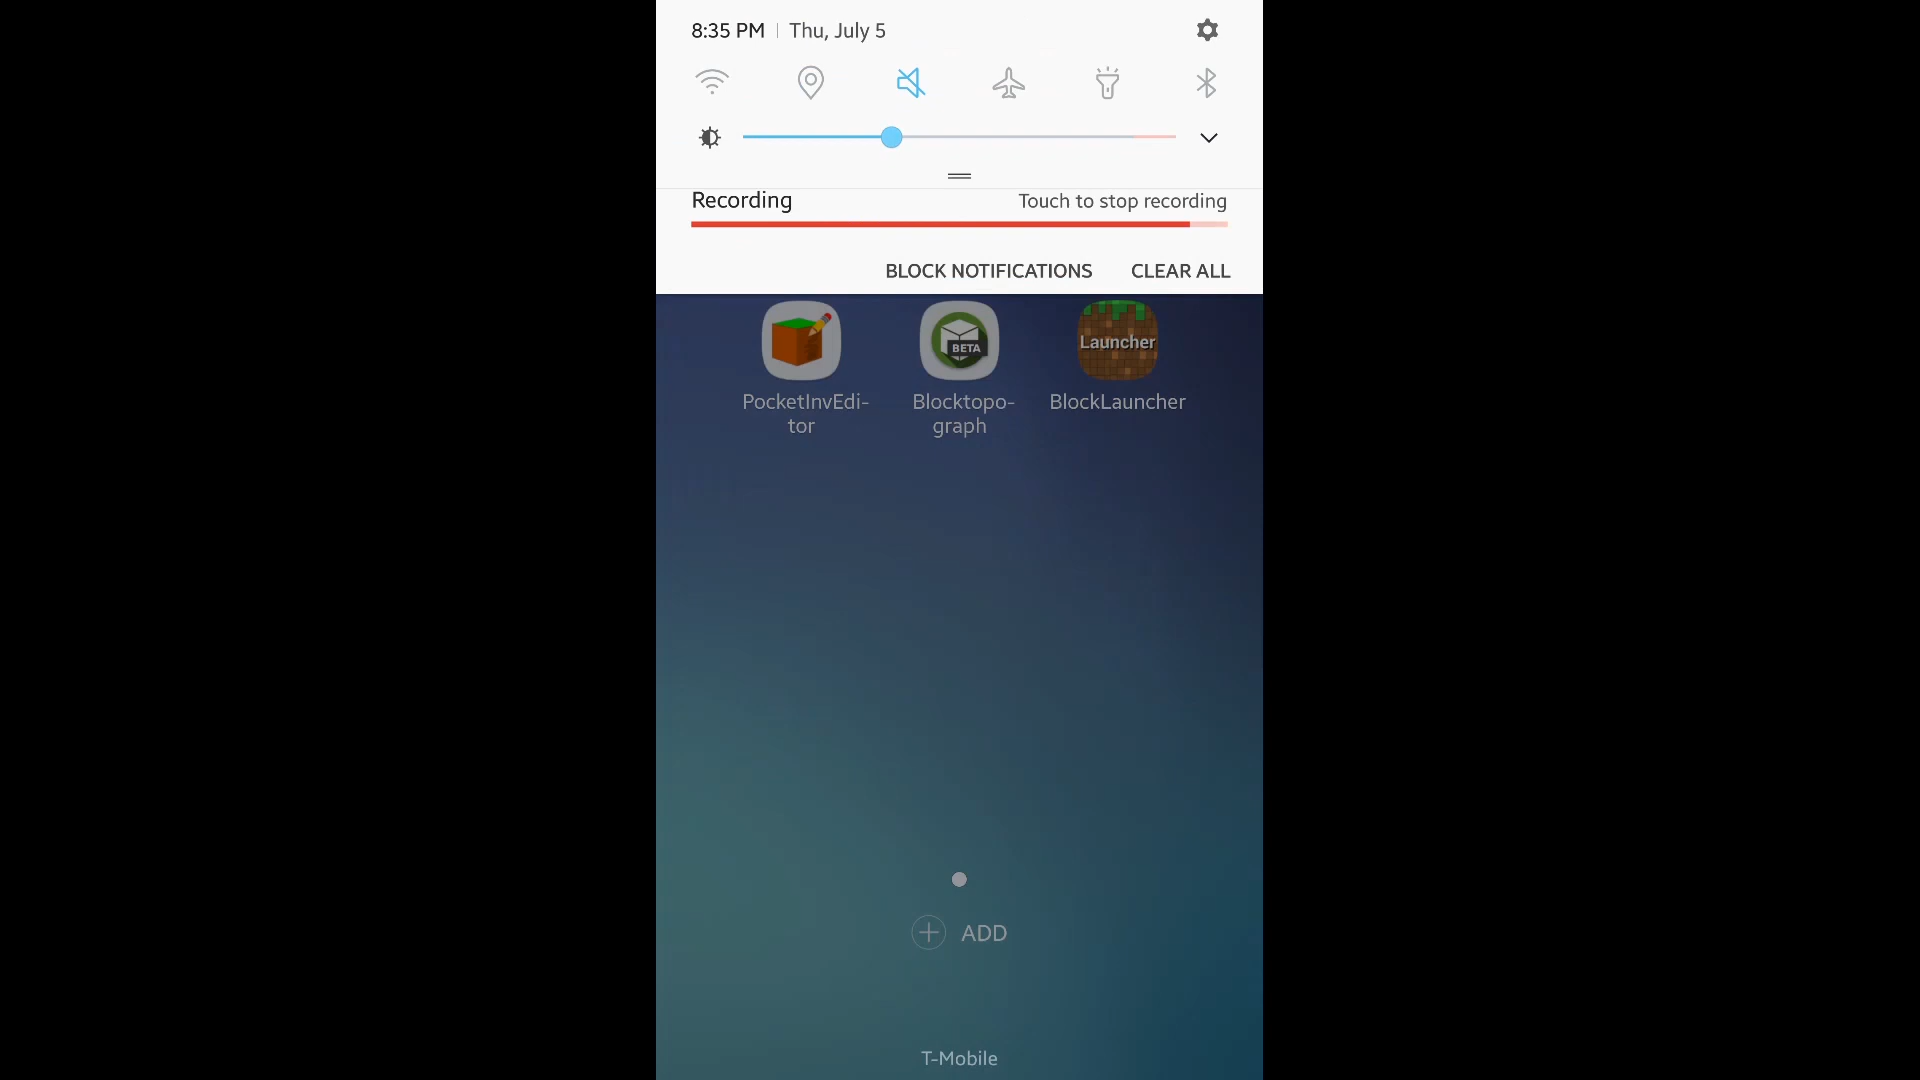 8:35 PM | Thu, July 5
Recording Touch to stop recording
BLOCK NOTIFICATIONS CLEAR ALL
BETA
Launcher
PocketInvEdi-
tor
Blocktopo-
graph
BlockLauncher
ADD
T-Mobile